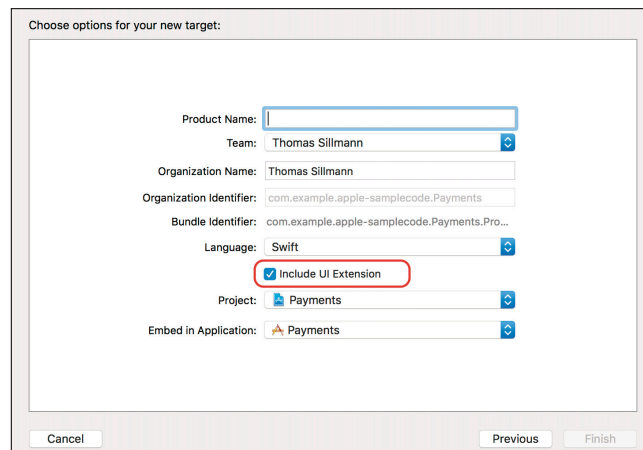 Choose options for your new target:
Product Name:
Team: Thomas Sillmann
Organization Name: Thomas Sillmann
Organization Identifier: com.example.apple-samplecode.Payments
Bundle Identifier: com.example.apple-samplecode.Payments.Pro...
Language: Swift
Include UI Extension
Project: Payments
Embed in Application: Payments
Cancel Previous Finish